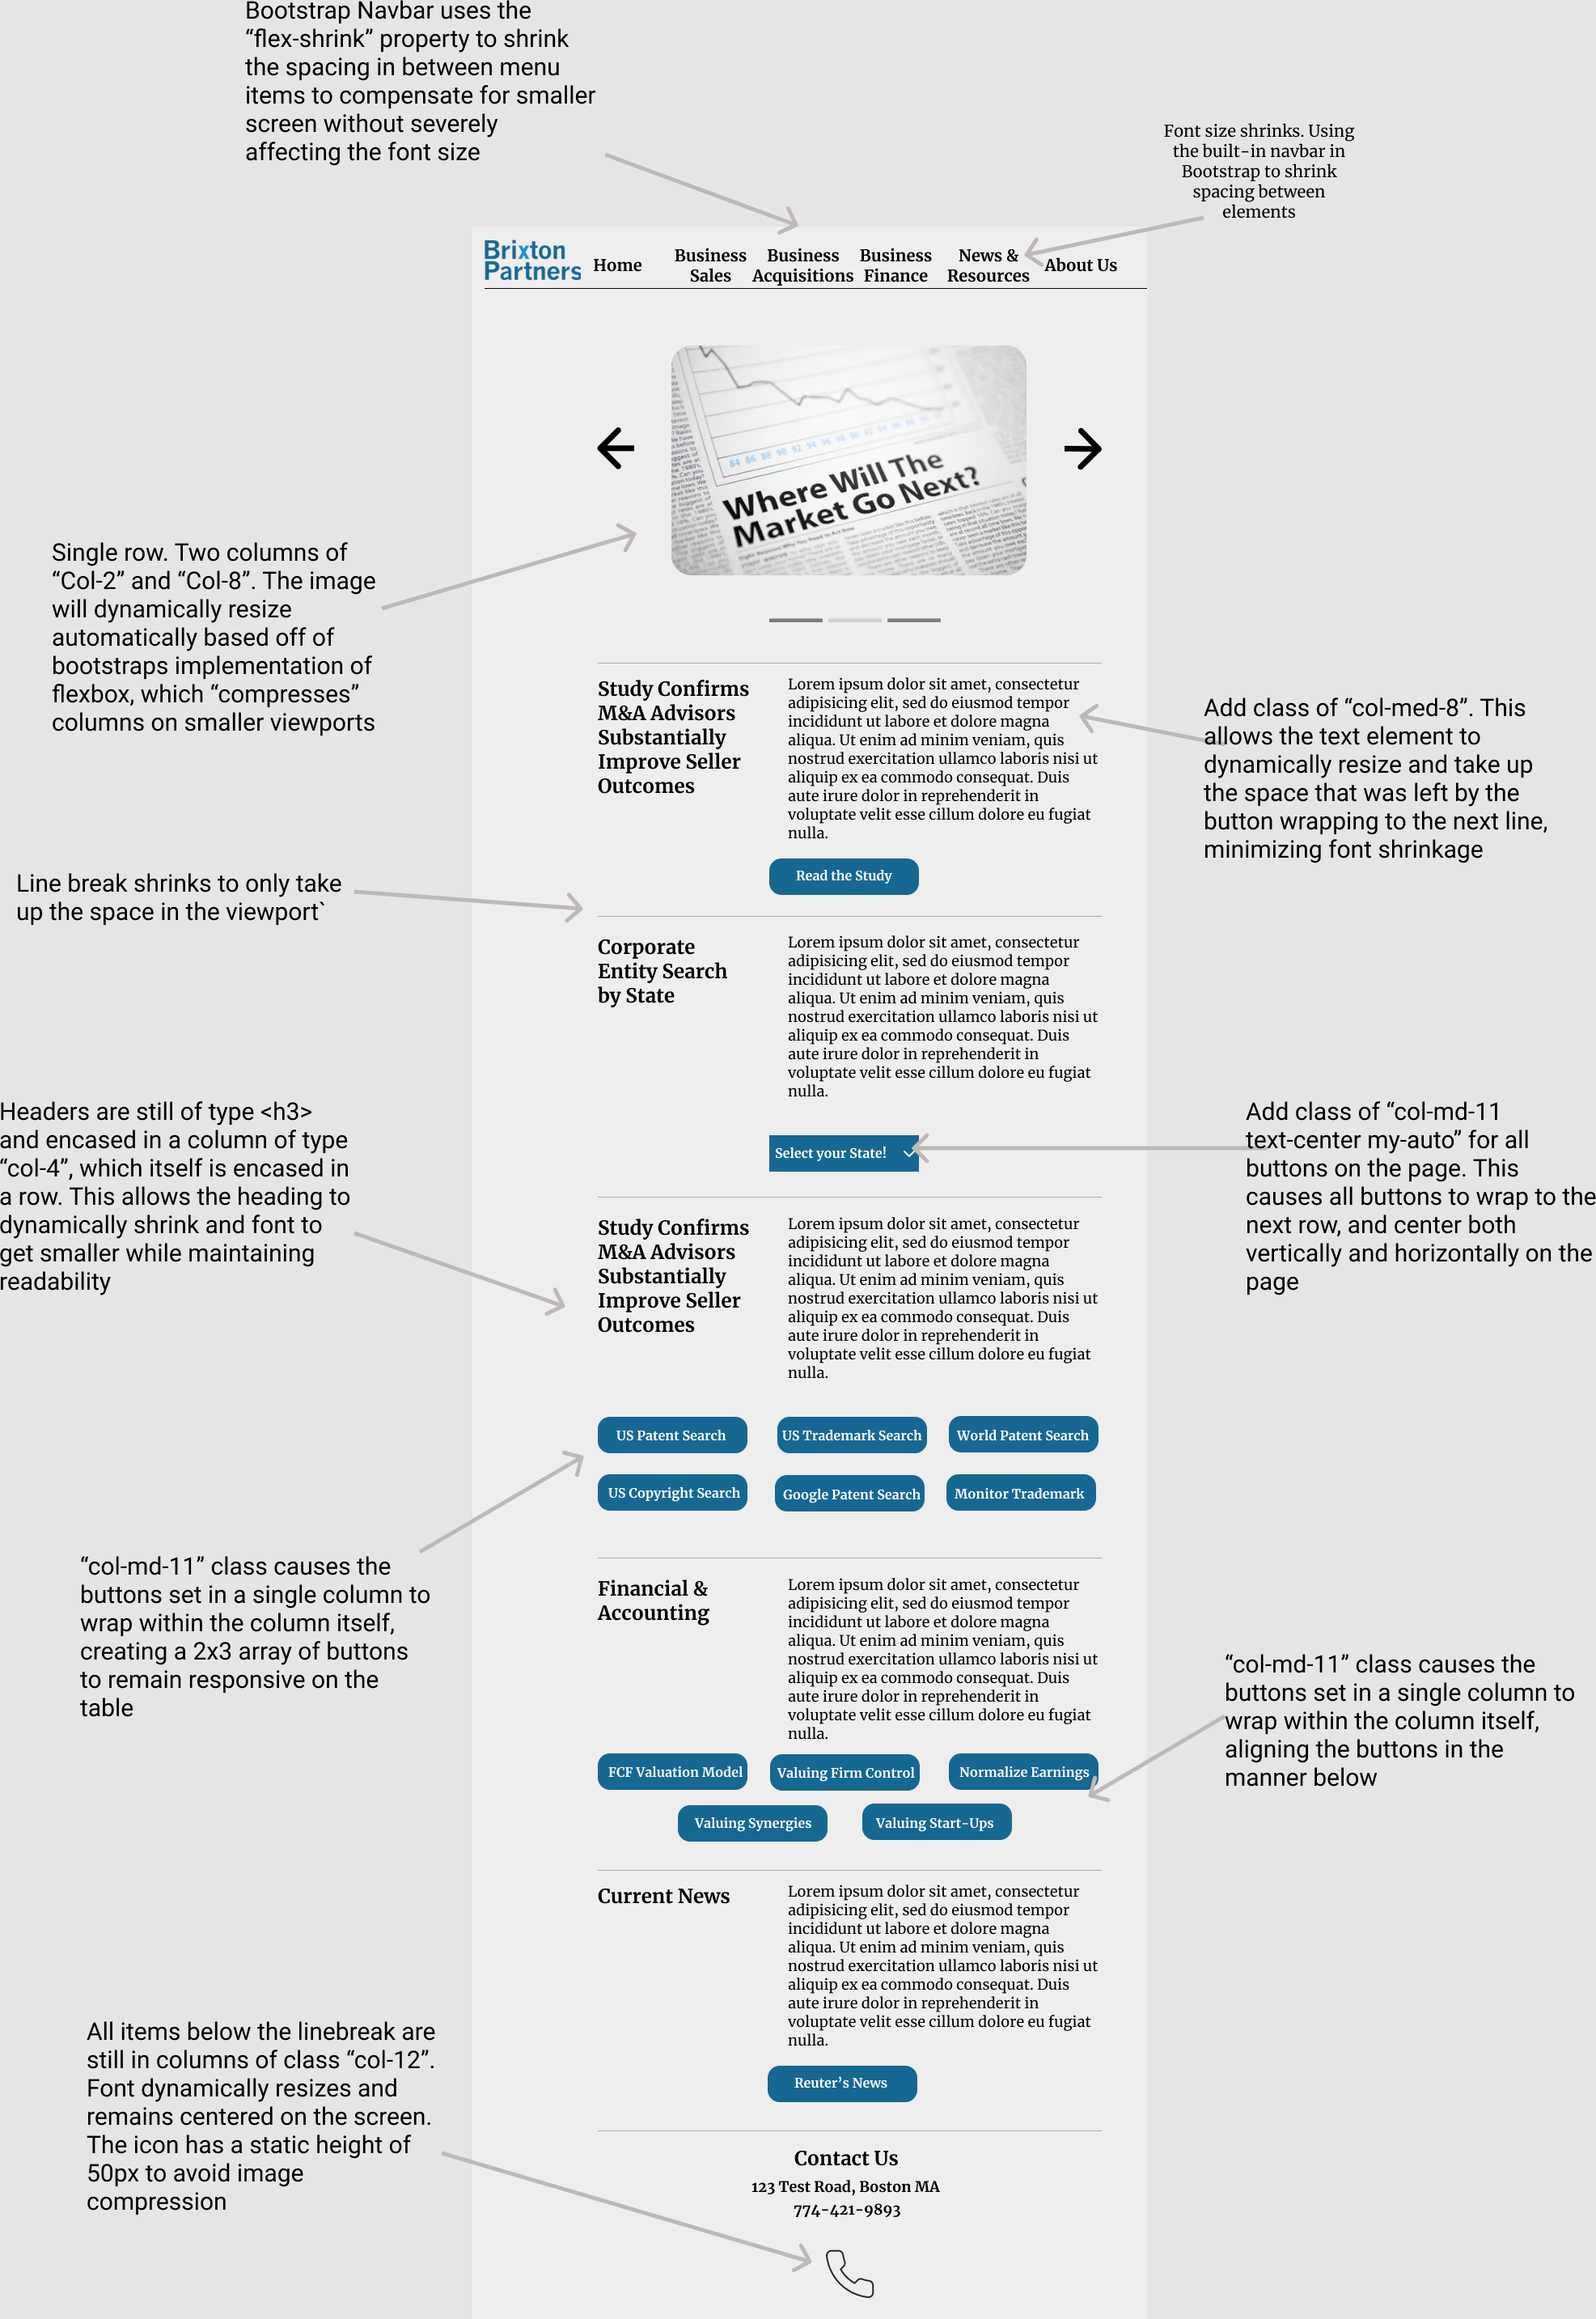 Bootstrap Navbar uses the
“flex-shrink” property to shrink
the spacing in between menu
items to compensate for smaller
screen without severely
affecting the font size
Font size shrinks. Using
the built-in navbar in
Bootstrap to shrink
spacing between
elements
Brixton
Partners
Home
Business
Sales
Business
Acquisitions
Business
Finance
News &
Resources
About Us
84 86 88 90 92 94 96 98
Where Will The
Market Go Next?
Single row. Two columns of
“Col-2” and “Col-8”. The image
will dynamically resize
automatically based off of
bootstraps implementation of
flexbox, which “compresses”
columns on smaller viewports
Study Confirms
M&A Advisors
Substantially
Improve Seller
Outcomes
Lorem ipsum dolor sit amet, consectetur
adipisicing elit, sed do eiusmod tempor
incididunt ut labore et dolore magna
aliqua. Ut enim ad minim veniam, quis
nostrud exercitation ullamco laboris nisi ut
aliquip ex ea commodo consequat. Duis
aute irure dolor in reprehenderit in
voluptate velit esse cillum dolore eu fugiat
nulla.
Read the Study
Add class of “col-med-8”. This
allows the text element to
dynamically resize and take up
the space that was left by the
button wrapping to the next line,
minimizing font shrinkage
Line break shrinks to only take
up the space in the viewport`
Corporate
Entity Search
by State
Lorem ipsum dolor sit amet, consectetur
adipisicing elit, sed do eiusmod tempor
incididunt ut labore et dolore magna
aliqua. Ut enim ad minim veniam, quis
nostrud exercitation ullamco laboris nisi ut
aliquip ex ea commodo consequat. Duis
aute irure dolor in reprehenderit in
voluptate velit esse cillum dolore eu fugiat
nulla.
Select your State!
Headers are still of type <h3>
and encased in a column of type
“col-4”, which itself is encased in
a row. This allows the heading to
dynamically shrink and font to
get smaller while maintaining
readability
Add class of “col-md-11
text-center my-auto” for all
buttons on the page. This
causes all buttons to wrap to the
next row, and center both
vertically and horizontally on the
page
Study Confirms
M&A Advisors
Substantially
Improve Seller
Outcomes
Lorem ipsum dolor sit amet, consectetur
adipisicing elit, sed do eiusmod tempor
incididunt ut labore et dolore magna
aliqua. Ut enim ad minim veniam, quis
nostrud exercitation ullamco laboris nisi ut
aliquip ex ea commodo consequat. Duis
aute irure dolor in reprehenderit in
voluptate velit esse cillum dolore eu fugiat
nulla.
US Patent Search
US Trademark Search
World Patent Search
US Copyright Search
Google Patent Search
Monitor Trademark
“col-md-11” class causes the
buttons set in a single column to
wrap within the column itself,
creating a 2x3 array of buttons
to remain responsive on the
table
Financial &
Accounting
Lorem ipsum dolor sit amet, consectetur
adipisicing elit, sed do eiusmod tempor
incididunt ut labore et dolore magna
aliqua. Ut enim ad minim veniam, quis
nostrud exercitation ullamco laboris nisi ut
aliquip ex ea commodo consequat. Duis
aute irure dolor in reprehenderit in
voluptate velit esse cillum dolore eu fugiat
nulla.
FCF Valuation Model
Valuing Firm Control
Normalize Earnings
Valuing Synergies
Valuing Start-Ups
“col-md-11” class causes the
buttons set in a single column to
wrap within the column itself,
aligning the buttons in the
manner below
Current News
Lorem ipsum dolor sit amet, consectetur
adipisicing elit, sed do eiusmod tempor
incididunt ut labore et dolore magna
aliqua. Ut enim ad minim veniam, quis
nostrud exercitation ullamco laboris nisi ut
aliquip ex ea commodo consequat. Duis
aute irure dolor in reprehenderit in
voluptate velit esse cillum dolore eu fugiat
nulla.
Reuter’s News
All items below the linebreak are
still in columns of class “col-12”.
Font dynamically resizes and
remains centered on the screen.
The icon has a static height of
50px to avoid image
compression
Contact Us
123 Test Road, Boston MA
774-421-9893